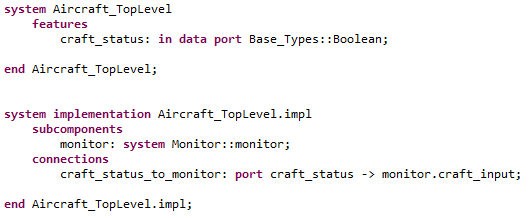 system Aircraft_TopLevel
features
craft_status: in data port Base_Types::Boolean;
end Aircraft_TopLevel;
system implementation Aircraft_TopLevel.impl
subcomponents
monitor: system Monitor::monitor;
connections
craft_status_to_monitor: port craft_status -> monitor.craft_input;
end Aircraft_TopLevel.impl;